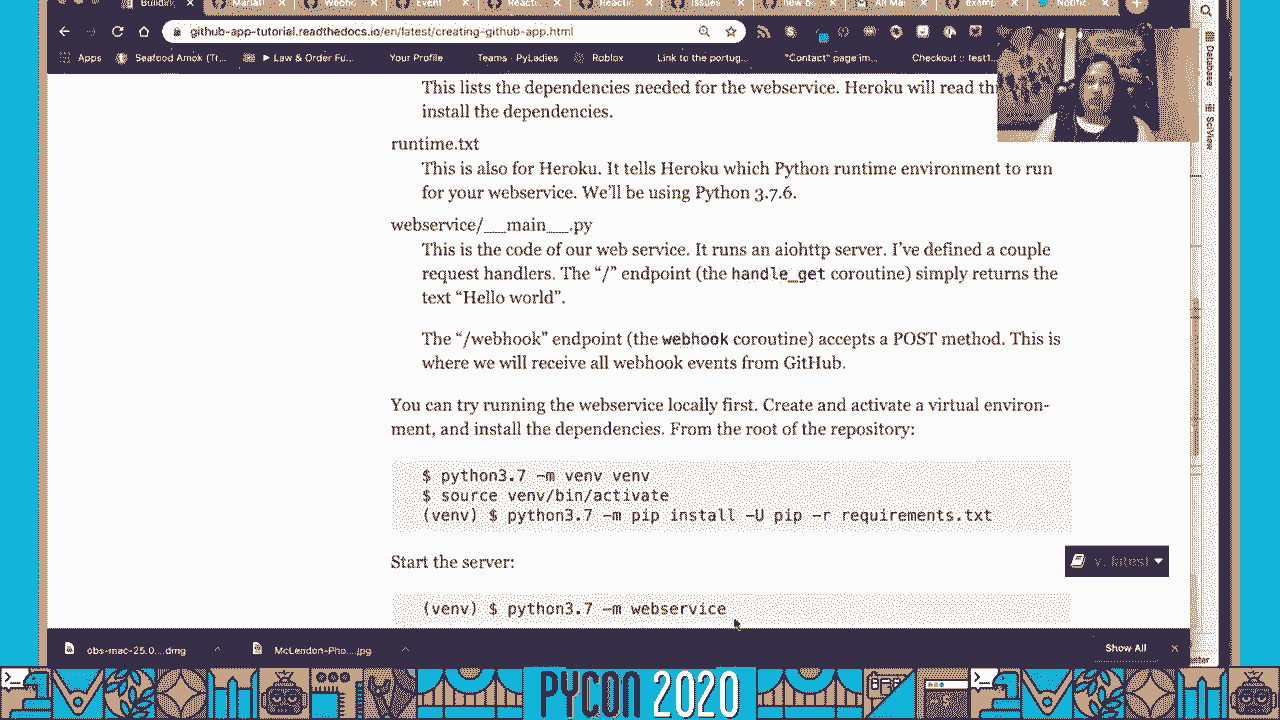 Buildin
Mariat
Webho
Event
Reacti
Reactic
Issues
new b
All Mai
examp
Notific
github-app-tutorial.readthedocs.io/en/latest/creating-github-app.html
Apps Seafood Amok (Tr... ▶ Law & Order Fu... Your Profile Teams PyLadies Roblox Link to the portug... "Contact" page im... Checkout :: test1...
Database
SciView
This lists the dependencies needed for the webservice. Heroku will read th
install the dependencies.
runtime.txt
This is also for Heroku. It tells Heroku which Python runtime environment to run
for your webservice. We'll be using Python 3.7.6.
webservice/__main__.py
This is the code of our web service. It runs an aiohttp server. I've defined a couple
request handlers. The “/” endpoint (the handle_get coroutine) simply returns the
text “Hello world”.
The “/webhook” endpoint (the webhook coroutine) accepts a POST method. This is
where we will receive all webhook events from GitHub.
You can try running the webservice locally first. Create and activate a virtual environ-
ment, and install the dependencies. From the root of the repository:
$ python3.7 -m venv venv
$ source venv/bin/activate
(venv) $ python3.7 -m pip install -U pip -r requirements.txt
Start the server:
v: latest
(venv) $ python3.7 -m webservice
obs-mac-25.0....dmg McLendon-Pho....jpg Show All
PYCON 2020